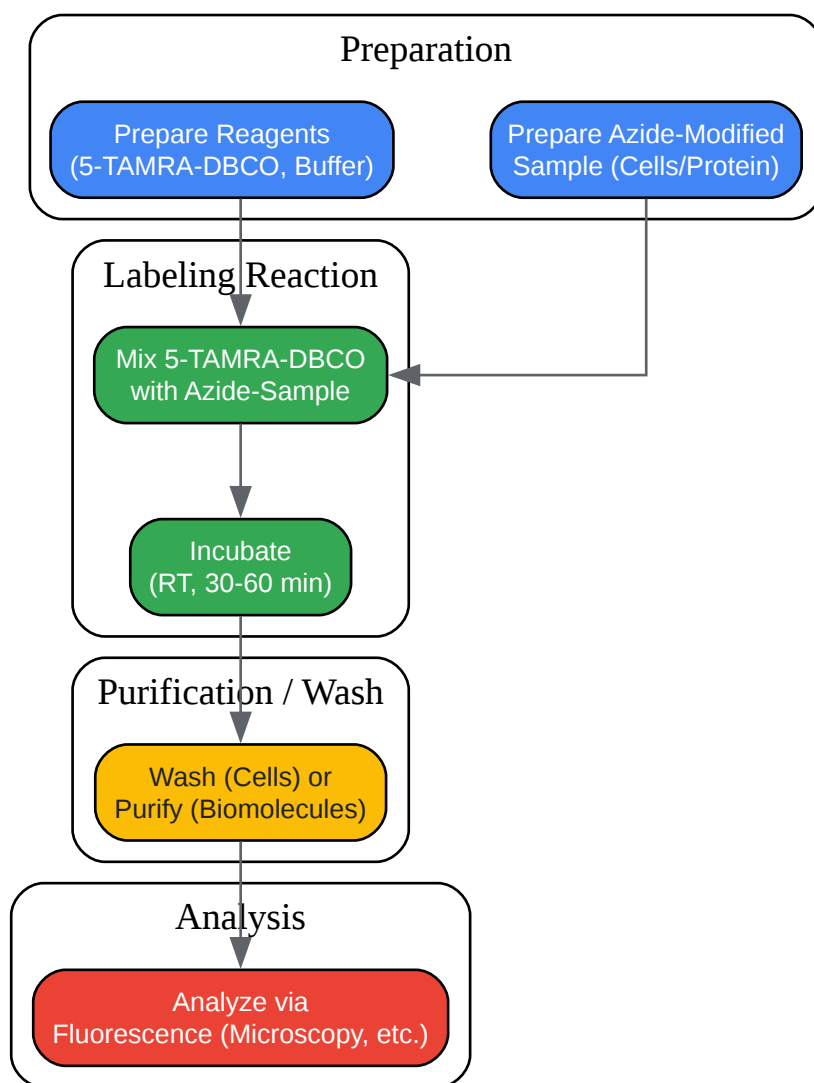 Preparation
Prepare Reagents
(5-TAMRA-DBCO, Buffer)
Prepare Azide-Modified
Sample (Cells/Protein)
Labeling Reaction
Mix 5-TAMRA-DBCO
with Azide-Sample
Incubate
(RT, 30-60 min)
Purification / Wash
Wash (Cells) or
Purify (Biomolecules)
Analysis
Analyze via
Fluorescence (Microscopy, etc.)